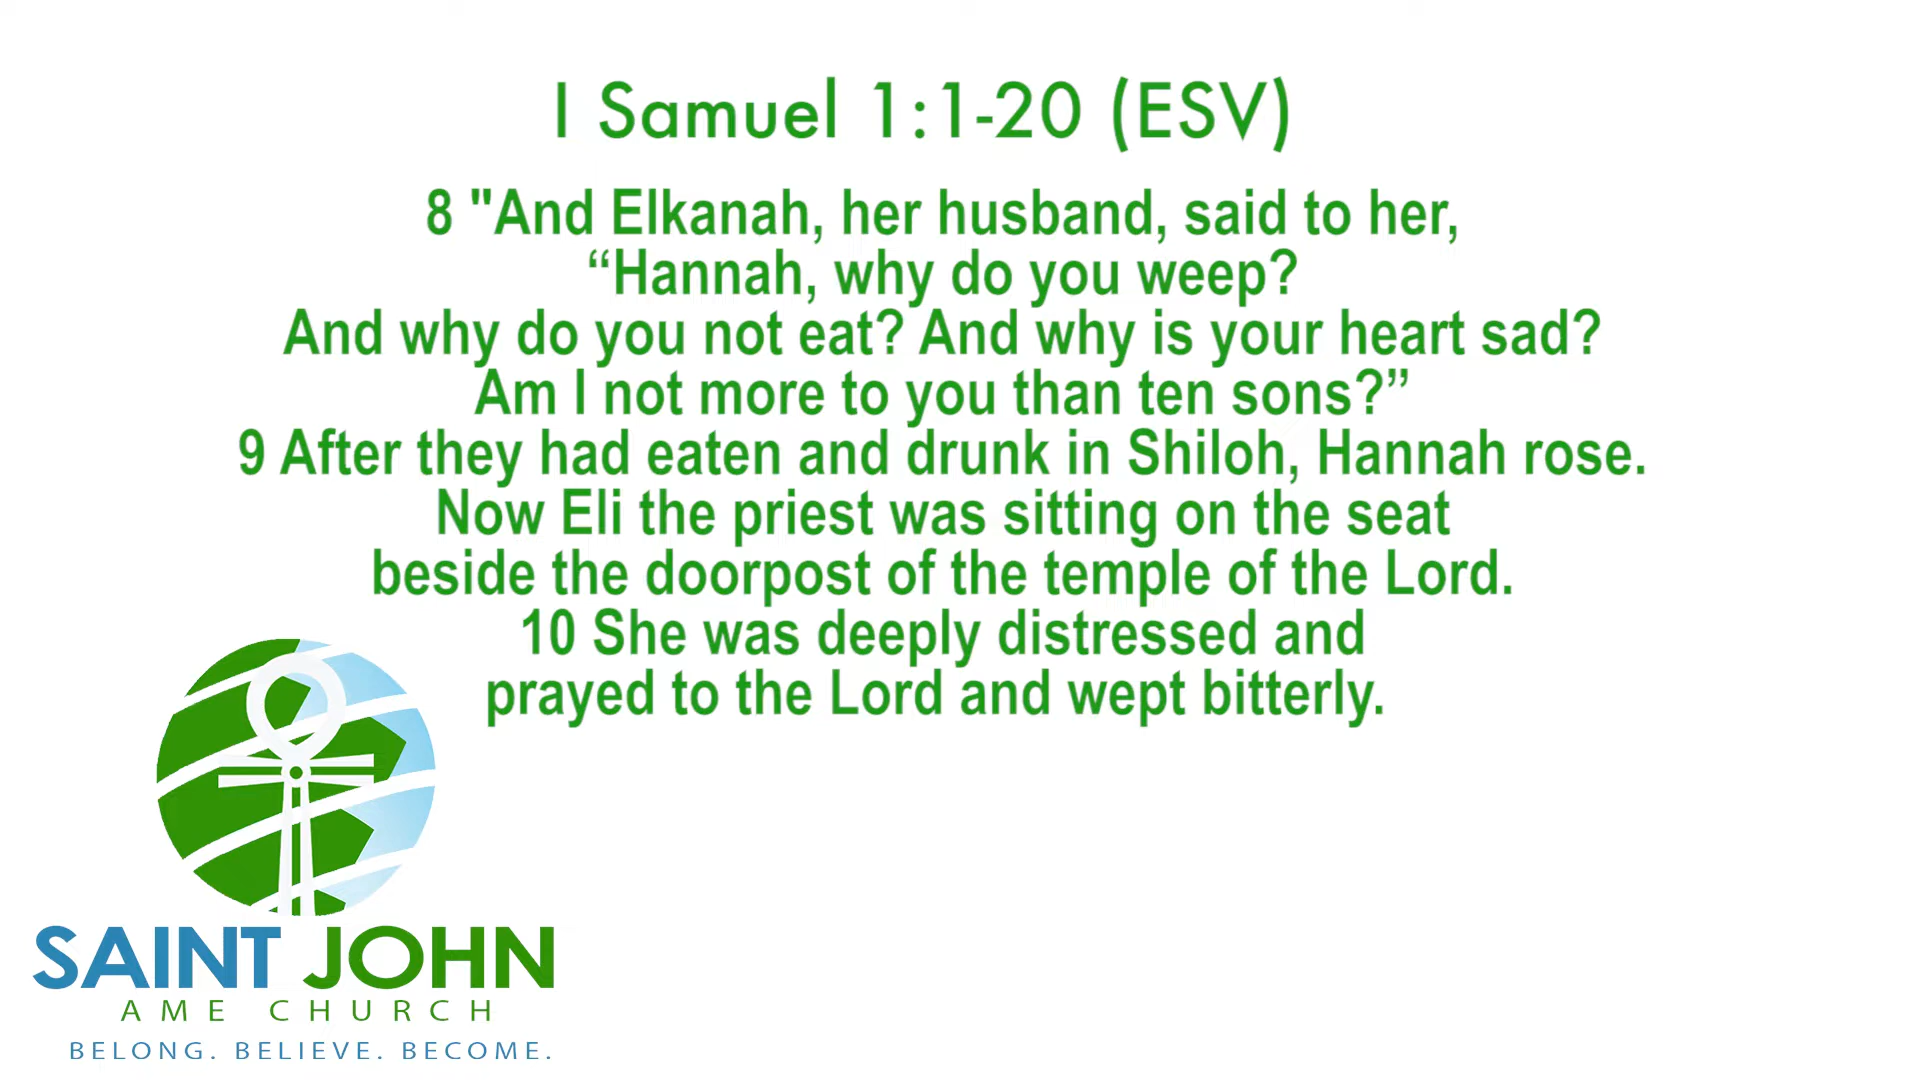 I Samuel 1:1-20 (ESV)
8 "And Elkanah, her husband, said to her,
“Hannah, why do you weep?
And why do you not eat? And why is your heart sad?
Am I not more to you than ten sons?”
9 After they had eaten and drunk in Shiloh, Hannah rose.
Now Eli the priest was sitting on the seat
beside the doorpost of the temple of the Lord.
10 She was deeply distressed and
prayed to the Lord and wept bitterly.
SAINT JOHN
AME CHURCH
BELONG. BELIEVE. BECOME.